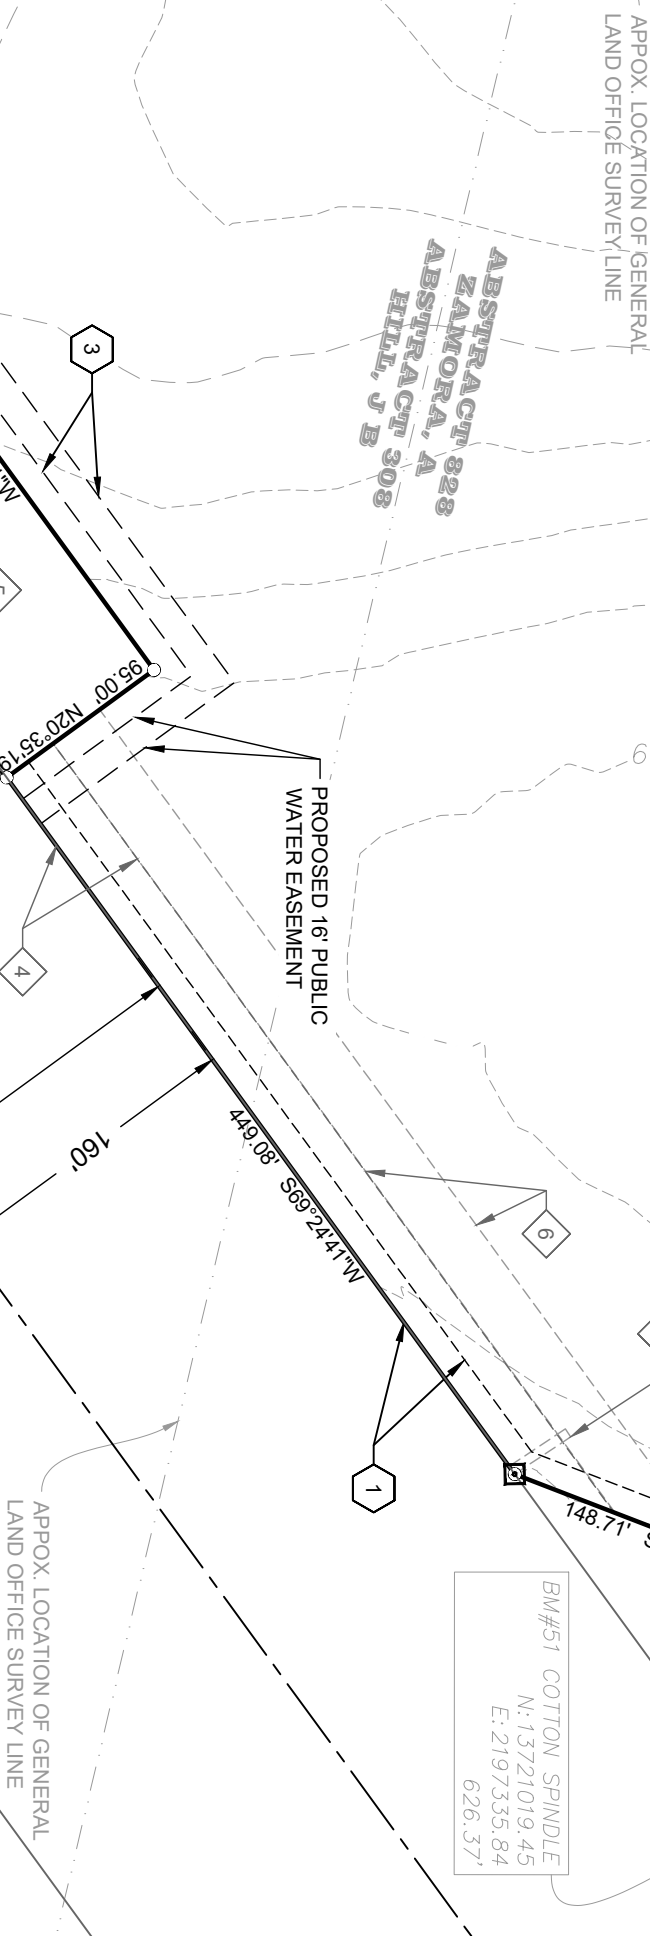 APPOX. LOCATION OF GENERAL
LAND OFFICE SURVEY LINE
ABSTRACT 828
ZAMORA, A
ABSTRACT 308
HILL, J B
3
"W
95.00'
N20°35'19
PROPOSED 16' PUBLIC
WATER EASEMENT
6
4
160'
449.08' S69°24'41"W
6
1
148.71'
BM#51 COTTON SPINDLE
N:13721019.45
E:2197335.84
626.37'
APPOX. LOCATION OF GENERAL
LAND OFFICE SURVEY LINE